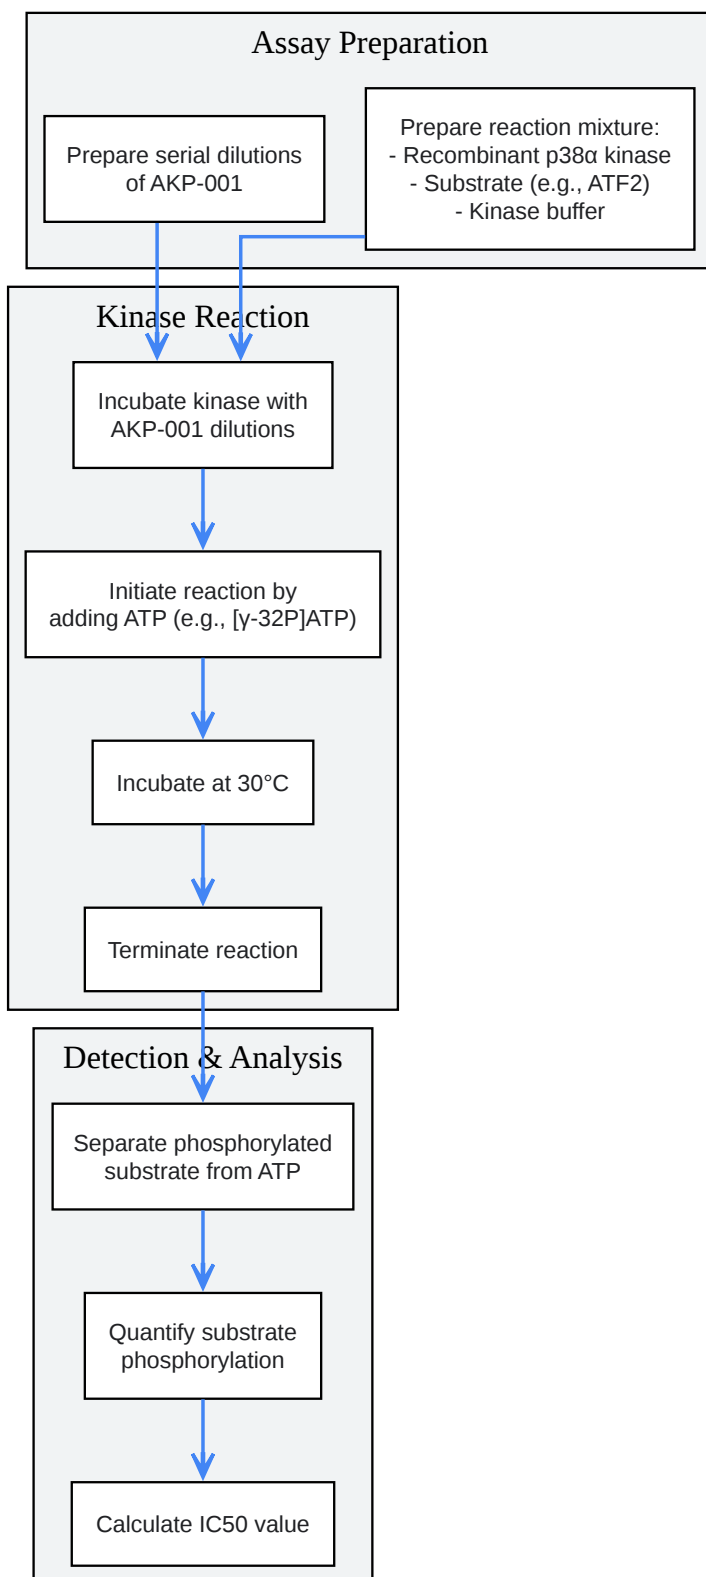 Assay Preparation
Prepare serial dilutions
of AKP-001
Prepare reaction mixture:
- Recombinant p38α kinase
- Substrate (e.g., ATF2)
- Kinase buffer
Kinase Reaction
Incubate kinase with
AKP-001 dilutions
Initiate reaction by
adding ATP (e.g., [γ-32P]ATP)
Incubate at 30°C
Terminate reaction
Detection & Analysis
Separate phosphorylated
substrate from ATP
Quantify substrate
phosphorylation
Calculate IC50 value